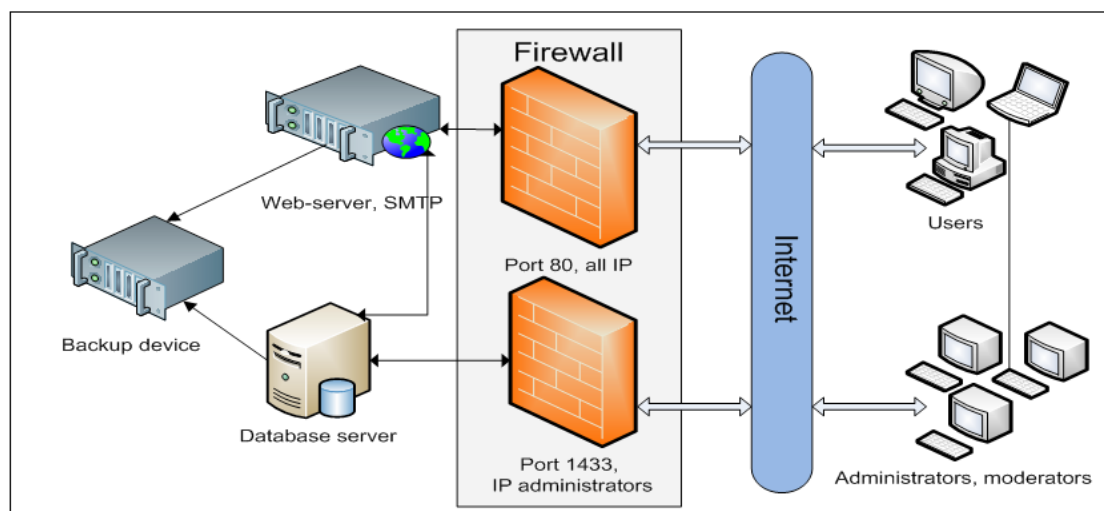 Firewall
Web-server, SMTP
Port 80, all IP
Users
Internet
Backup device
Database server
Port 1433,
IP administrators
Administrators, moderators